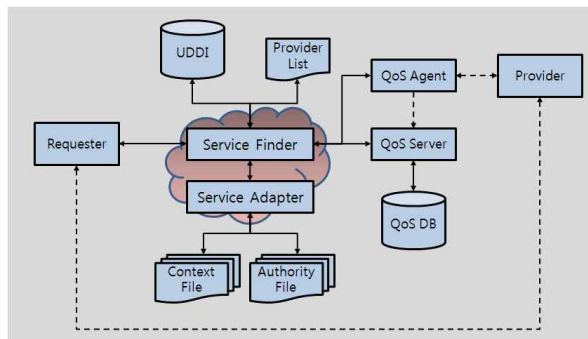 UDDI
Provider
List
QoS Agent
Provider
Requester
Service Finder
QoS Server
Service Adapter
QoS DB
Context
File
Authority
File